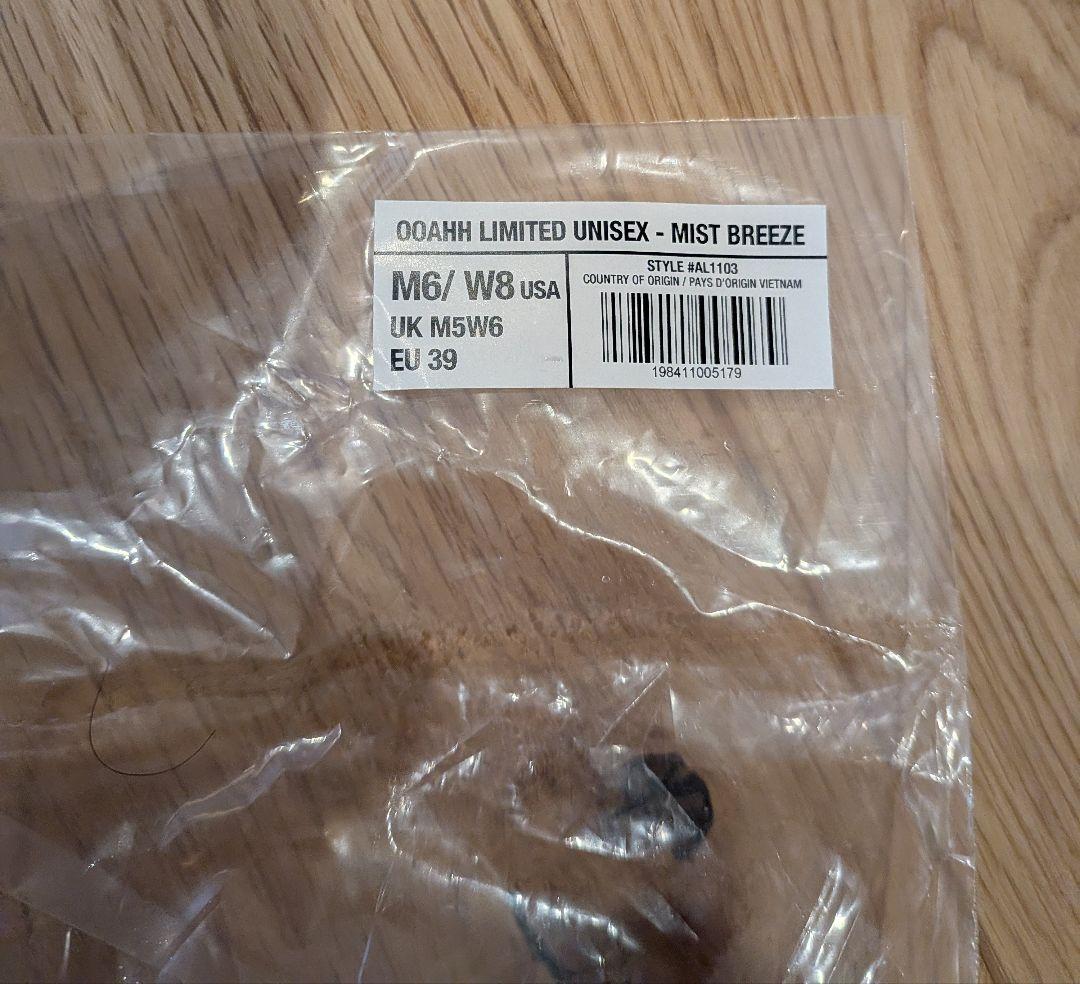 OOAHH LIMITED UNISEX - MIST BREEZE
M6/ W8 USA
UK M5W6
EU 39
STYLE #AL1103
COUNTRY OF ORIGIN / PAYS D'ORIGIN VIETNAM
198411005179